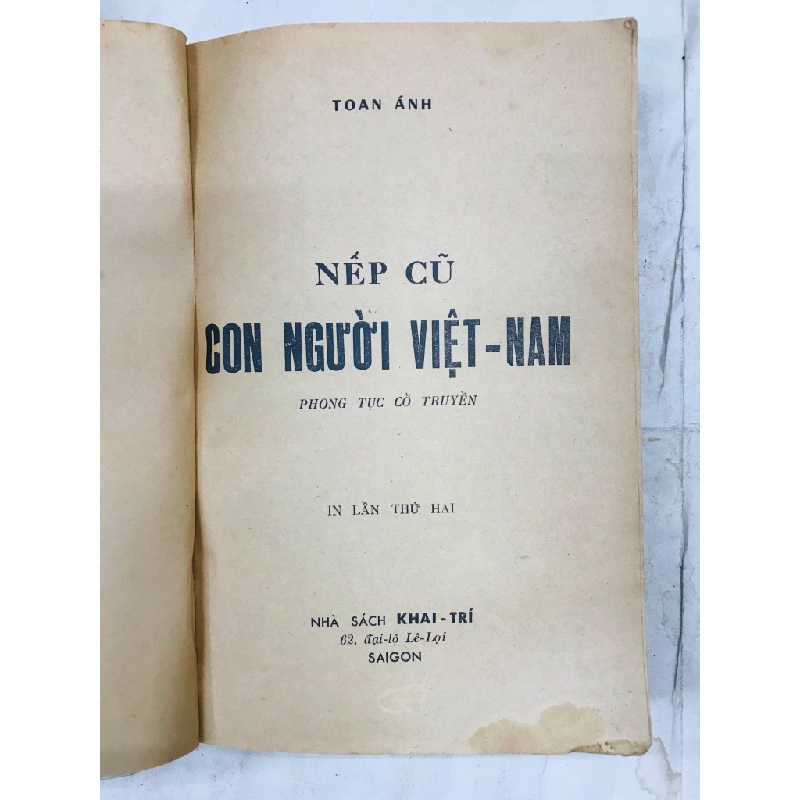 TOAN ÁNH
NẾP CŨ
CON NGƯỜI VIỆT-NAM
PHONG TỤC CỔ TRUYỀN
IN LẦN THỨ HAI
NHÀ SÁCH KHAI-TRÍ
62, đại-lộ Lê-Lợi
SAIGON